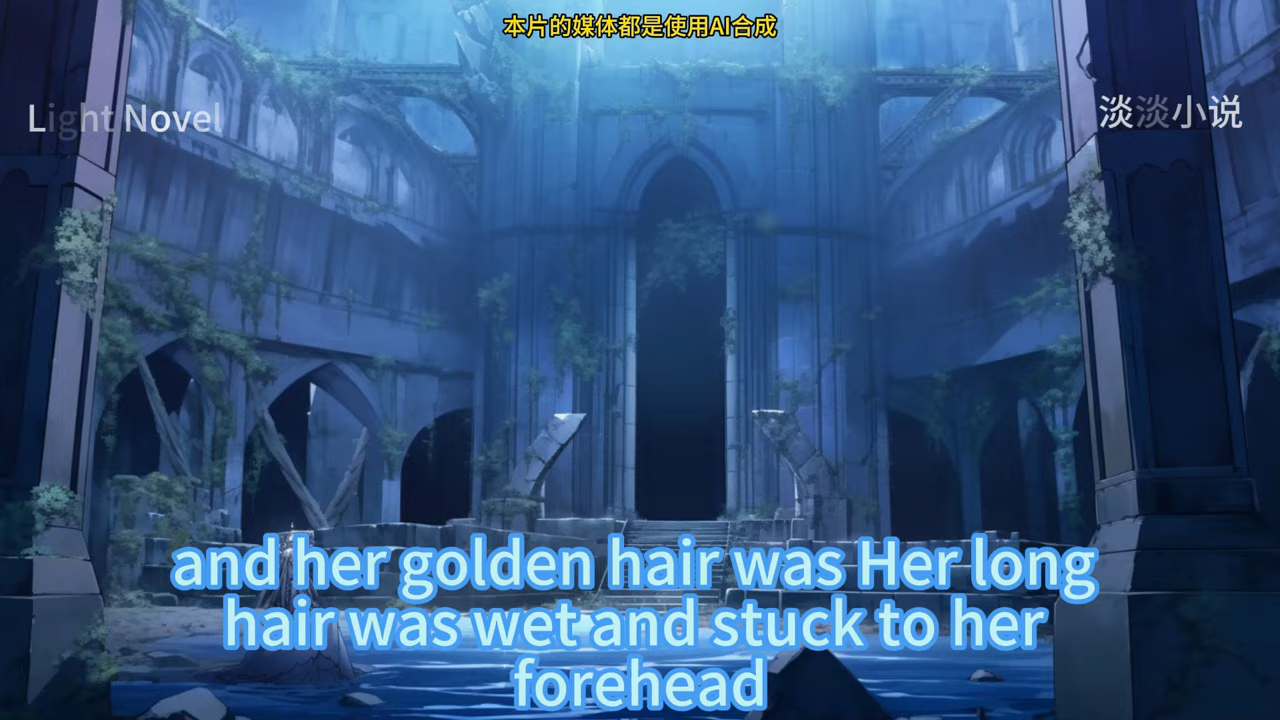 本片的媒体都是使用AI合成
Light Novel
淡淡小说
and her golden hair was Her long
hair was wet and stuck to her
forehead